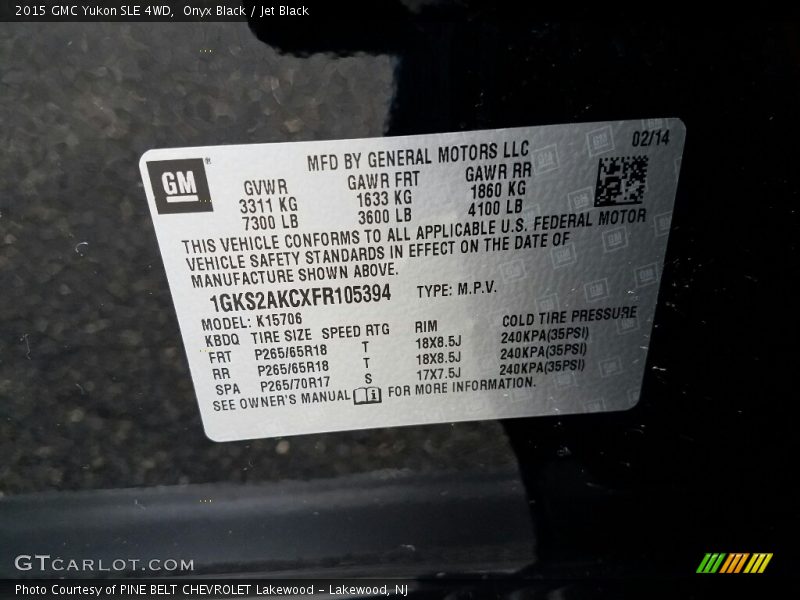 2015 GMC Yukon SLE 4WD, Onyx Black / Jet Black
02/14
GM
MFD BY GENERAL MOTORS LLC
GVWR GAWR FRT GAWR RR
3311 KG 1633 KG 1860 KG
7300 LB 3600 LB 4100 LB
THIS VEHICLE CONFORMS TO ALL APPLICABLE U.S. FEDERAL MOTOR
VEHICLE SAFETY STANDARDS IN EFFECT ON THE DATE OF
MANUFACTURE SHOWN ABOVE.
1GKS2AKCXFR105394 TYPE: M.P.V.
MODEL: K15706
KBDQ TIRE SIZE SPEED RTG RIM COLD TIRE PRESSURE
FRT P265/65R18 T 18X8.5J 240KPA(35PSI)
RR P265/65R18 T 18X8.5J 240KPA(35PSI)
SPA P265/70R17 S 17X7.5J 240KPA(35PSI)
SEE OWNER'S MANUAL FOR MORE INFORMATION.
GTCARLOT.COM
Photo Courtesy of PINE BELT CHEVROLET Lakewood - Lakewood, NJ